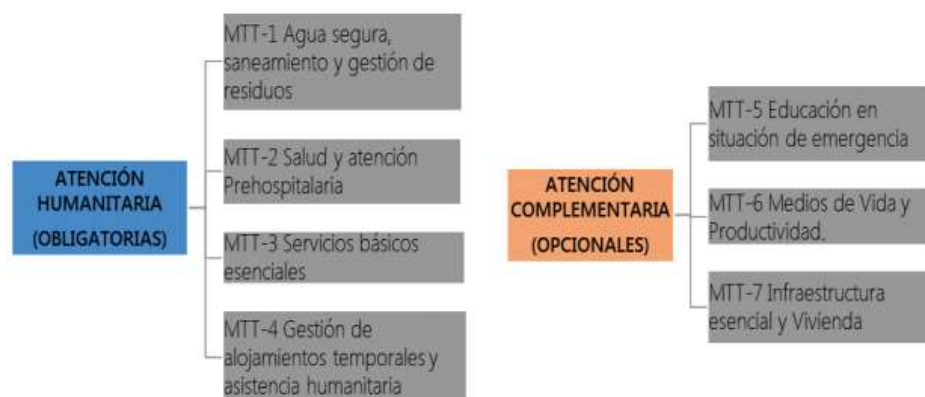 ATENCIÓN
HUMANITARIA
(OBLIGATORIAS)
MTT-1 Agua segura,
saneamiento y gestión de
residuos
MTT-2 Salud y atención
Prehospitalaria
MTT-3 Servicios básicos
esenciales
MTT-4 Gestión de
alojamientos temporales y
asistencia humanitaria
ATENCIÓN
COMPLEMENTARIA
(OPCIONALES)
MTT-5 Educación en
situación de emergencia
MTT-6 Medios de Vida y
Productividad.
MTT-7 Infraestructura
esencial y Vivienda